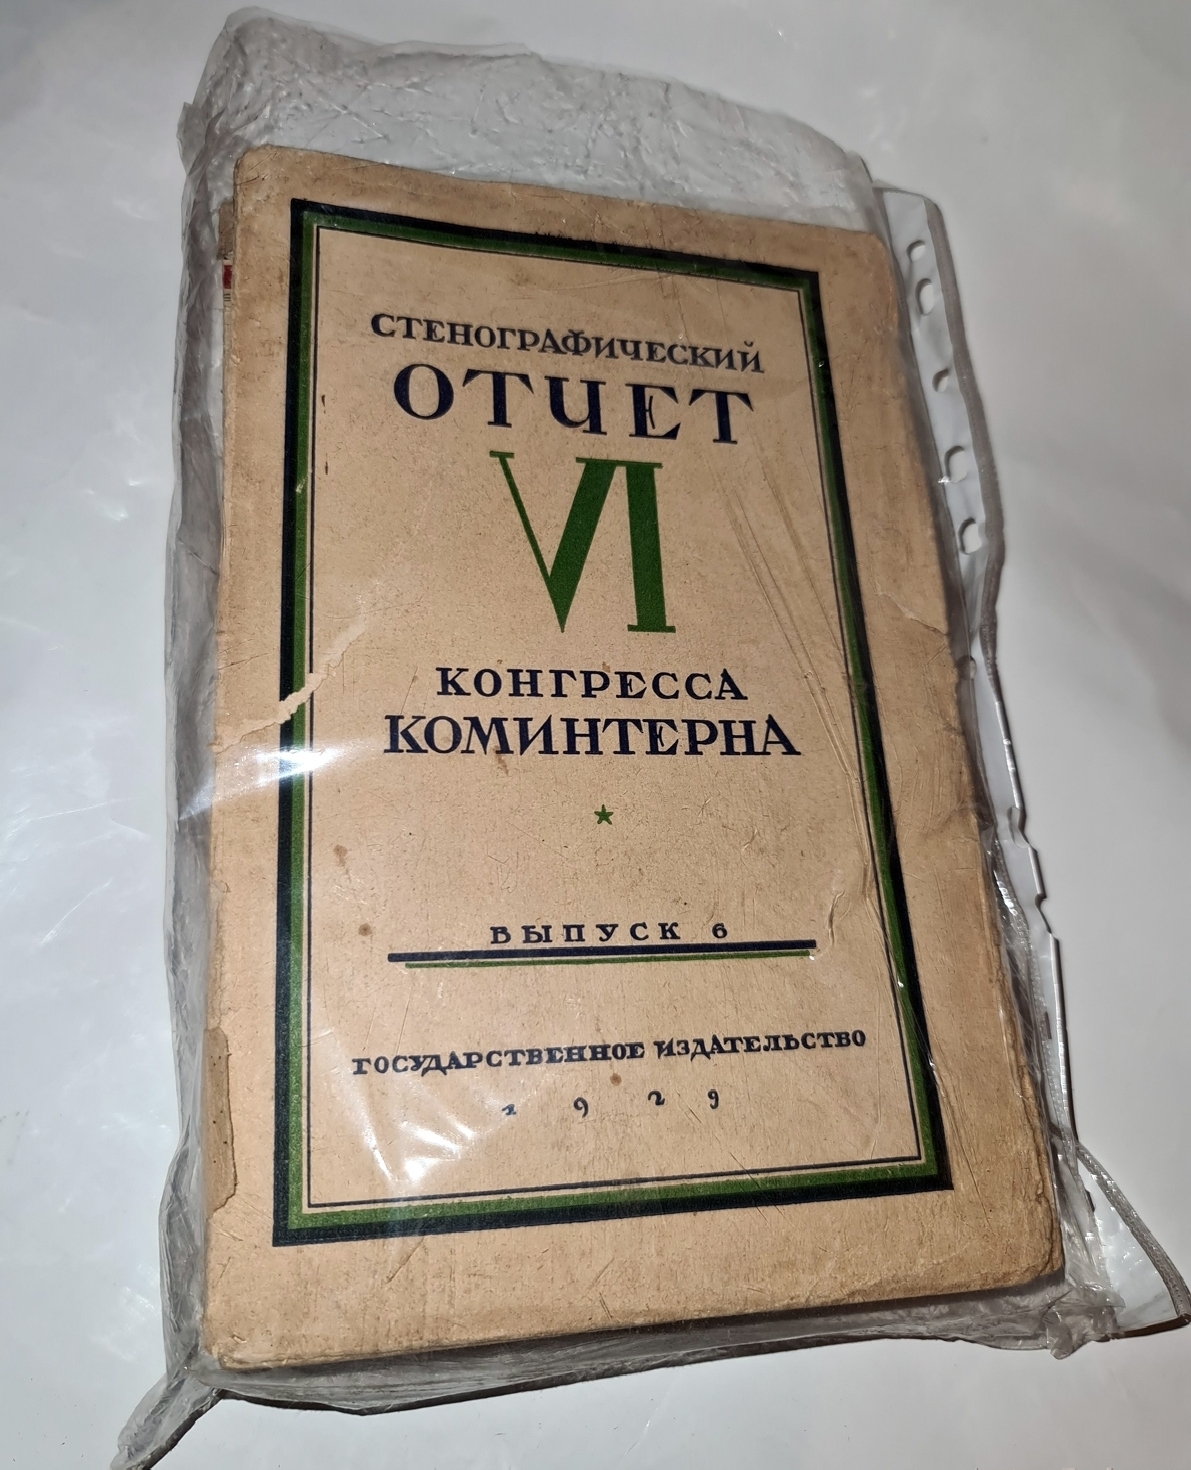 СТЕНОГРАФИЧЕСКИЙ
ОТЧЕТ
VI
КОНГРЕССА
КОМИНТЕРНА
ВЫПУСК 6
ГОСУДАРСТВЕННОЕ ИЗДАТЕЛЬСТВО
1929